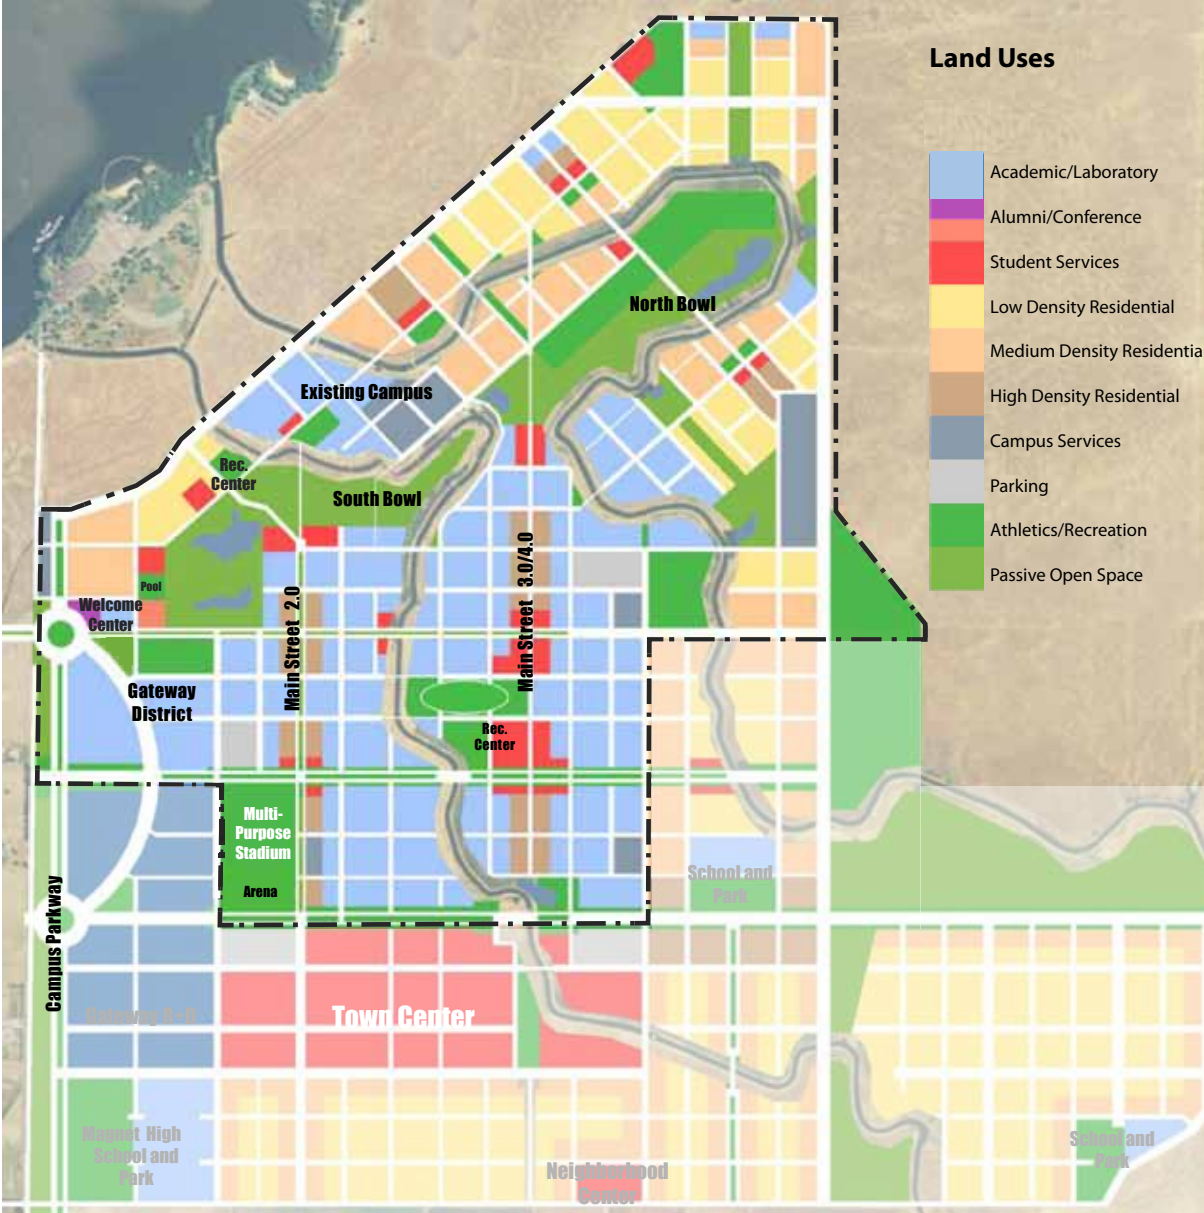 Land Uses
Academic/Laboratory
Alumni/Conference
Student Services
Low Density Residential
Medium Density Residentia
High Density Residential
Campus Services
Parking
Athletics/Recreation
Passive Open Space
North Bowl
Existing Campus
Rec.
Center
South Bowl
Pool
Welcome
Center
Main Street 2.0
Main Street 3.0/4.0
Gateway
District
Rec.
Center
Multi-
Purpose
Stadium
Arena
School and
Park
Campus Parkway
Gateway R+D
Town Center
Magnet High
School and
Park
Neighborhood
Center
School and
Park